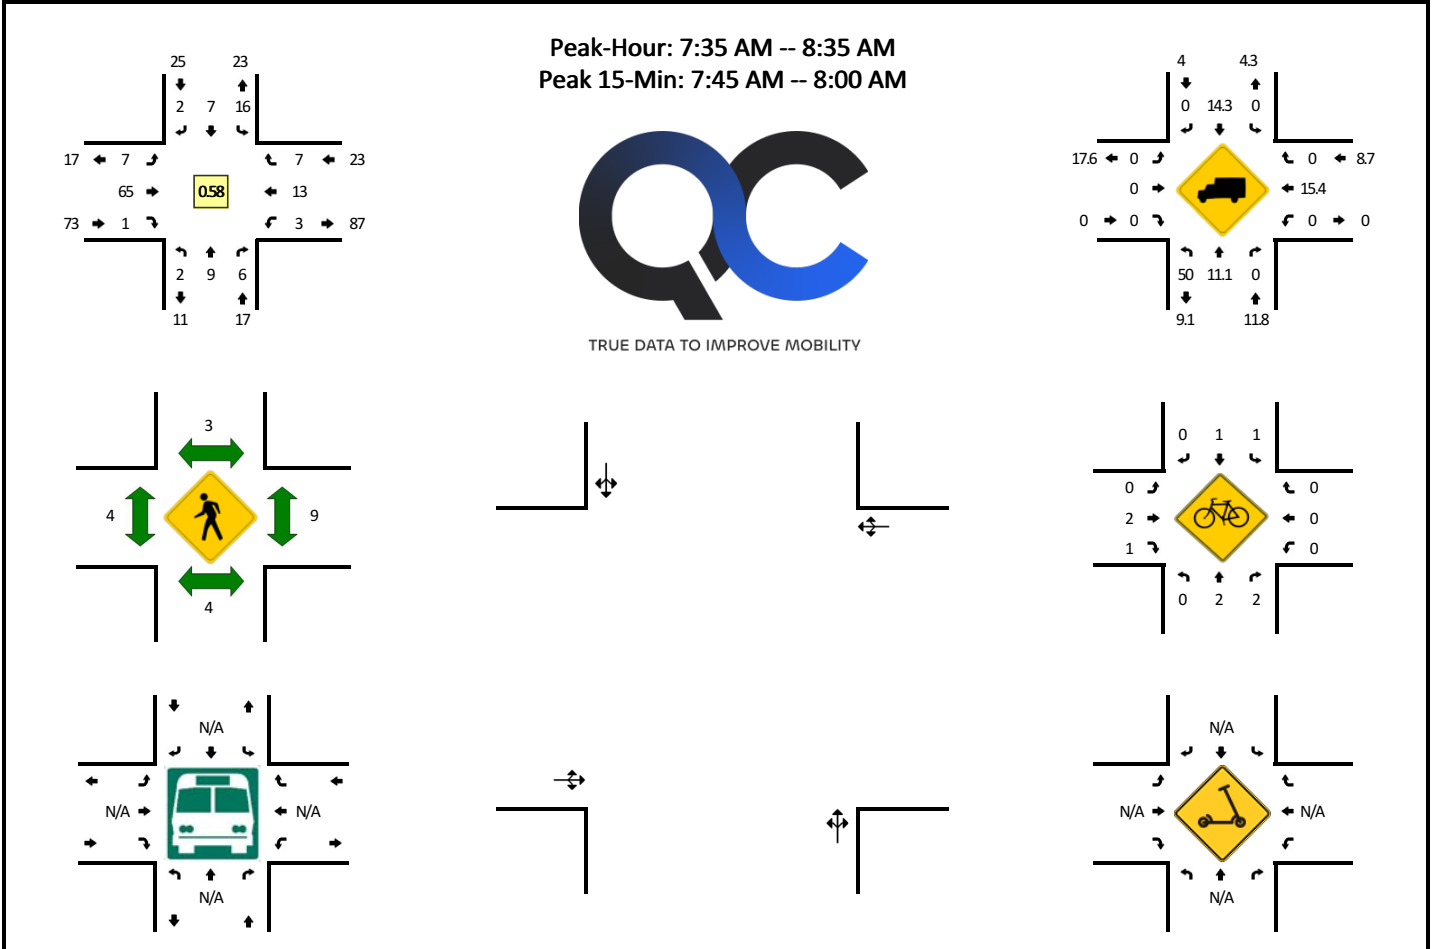 Peak-Hour: 7:35 AM -- 8:35 AM
Peak 15-Min: 7:45 AM -- 8:00 AM
25 23
2 7 16
17 7 7 23
65 0.58 13
73 1 3 87
2 9 6
11 17
TRUE DATA TO IMPROVE MOBILITY
4 4.3
0 14.3 0
17.6 0 0 8.7
0 15.4
0 0 0 0
50 11.1 0
9.1 11.8
3
4 9
4
0 1 1
0 0
2 0
1 0
0 2 2
N/A
N/A N/A
N/A
N/A
N/A N/A
N/A